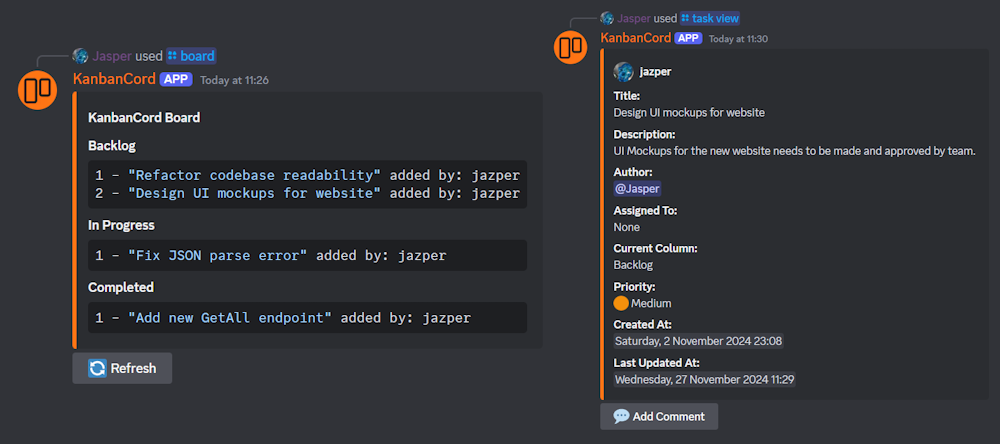 Jasper used board
KanbanCord APP Today at 11:26
KanbanCord Board
Backlog
1 - "Refactor codebase readability" added by: jazper
2 - "Design UI mockups for website" added by: jazper
In Progress
1 - "Fix JSON parse error" added by: jazper
Completed
1 - "Add new GetAll endpoint" added by: jazper
Refresh
Jasper used task view
KanbanCord APP Today at 11:30
jazper
Title:
Design UI mockups for website
Description:
UI Mockups for the new website needs to be made and approved by team.
Author:
@Jasper
Assigned To:
None
Current Column:
Backlog
Priority:
Medium
Created At:
Saturday, 2 November 2024 23:08
Last Updated At:
Wednesday, 27 November 2024 11:29
Add Comment